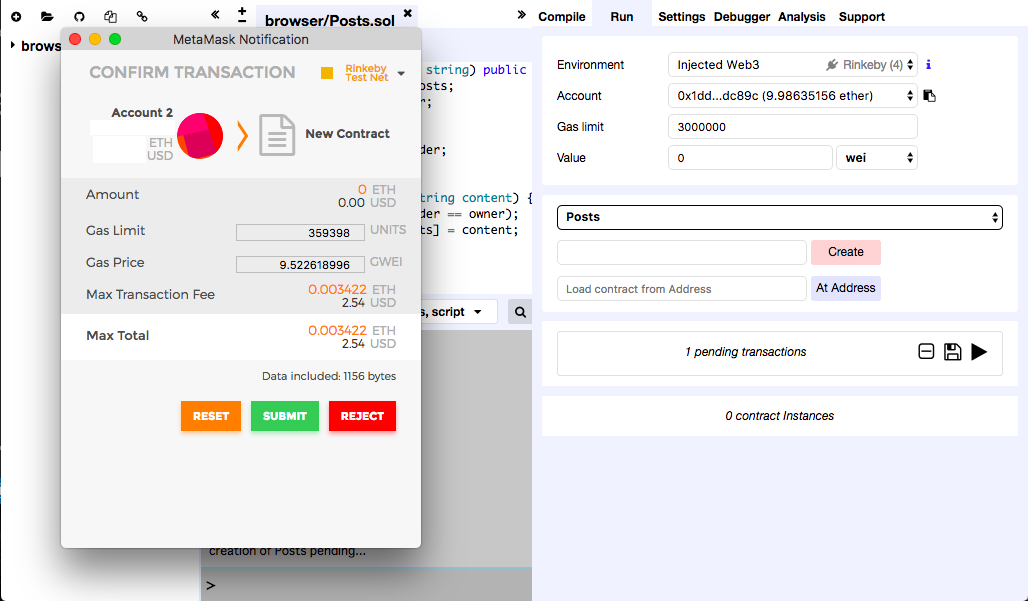 browser/Posts.sol
Compile Run Settings Debugger Analysis Support
brows
MetaMask Notification
CONFIRM TRANSACTION
Rinkeby
Test Net
Account 2
ETH
USD
New Contract
Amount
0 ETH
0.00 USD
Gas Limit 359398 UNITS
Gas Price 9.522618996 GWEI
Max Transaction Fee
0.003422 ETH
2.54 USD
Max Total
0.003422 ETH
2.54 USD
Data included: 1156 bytes
RESET SUBMIT REJECT
string) public
osts;
r;
der;
tring content) {
der == owner);
ts] = content;
s, script
creation of Posts pending...
>
Environment Injected Web3 Rinkeby (4) i
Account 0x1dd...dc89c (9.98635156 ether)
Gas limit 3000000
Value 0 wei
Posts
Create
Load contract from Address At Address
1 pending transactions
0 contract Instances